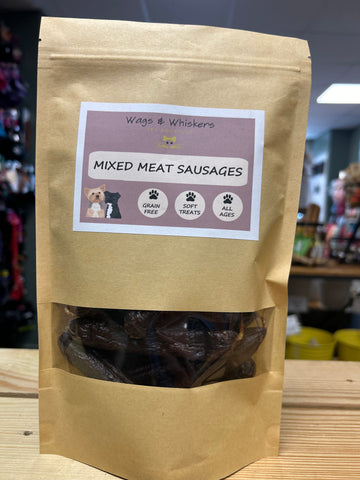 Wags & Whiskers
MIXED MEAT SAUSAGES
GRAIN
FREE
SOFT
TREATS
ALL
AGES